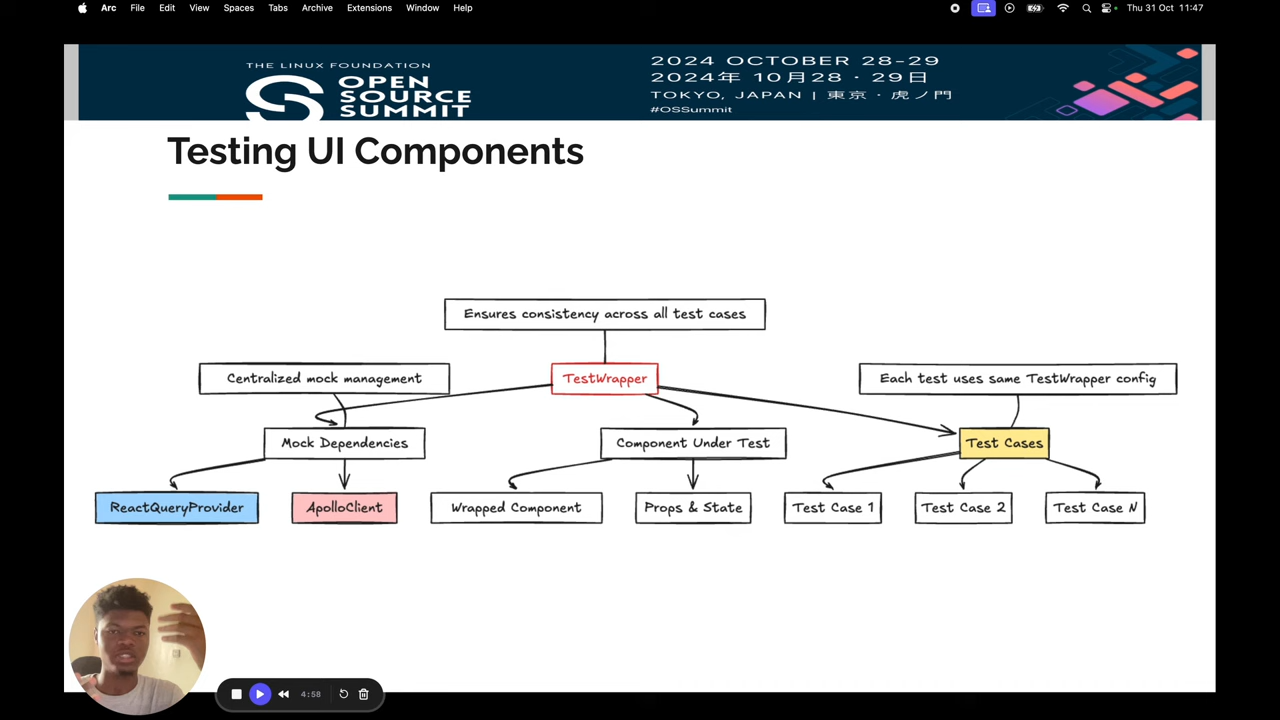 Arc File Edit View Spaces Tabs Archive Extensions Window Help Thu 31 Oct 11:47
THE LINUX FOUNDATION
OPEN
SOURCE
SUMMIT
2024 OCTOBER 28-29
2024年 10月28・29日
TOKYO, JAPAN | 東京・虎ノ門
#OSSummit
Testing UI Components
Ensures consistency across all test cases
Centralized mock management
TestWrapper
Each test uses same TestWrapper config
Mock Dependencies
Component Under Test
Test Cases
ReactQueryProvider
ApolloClient
Wrapped Component
Props & State
Test Case 1
Test Case 2
Test Case N
4:58